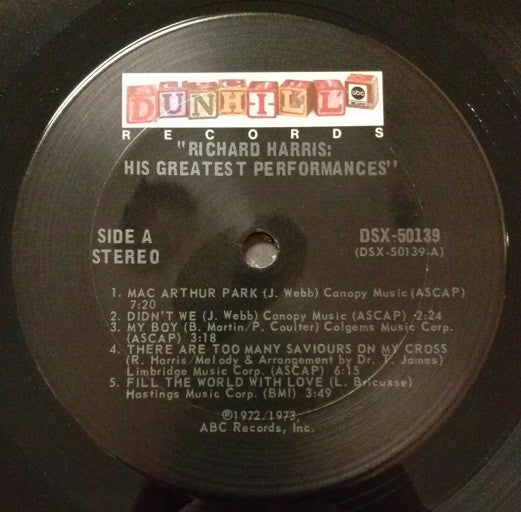 DUNHILL abc
RECORDS
"RICHARD HARRIS:
HIS GREATEST PERFORMANCES"
SIDE A
STEREO
DSX-50139
(DSX-50139-A)
1. MAC ARTHUR PARK (J. Webb) Canopy Music (ASCAP)
7:20
2. DIDN'T WE (J. Webb) Canopy Music (ASCAP) -2:24
3. MY BOY (B. Martin/P. Coulter) Colgems Music Corp.
(ASCAP) 3:18
4. THERE ARE TOO MANY SAVIOURS ON MY CROSS
(R. Harris/Melody & Arrangement by Dr. T. James)
Limbridge Music Corp. (ASCAP) 6:15
5. FILL THE WORLD WITH LOVE (L. Bricusse)
Hastings Music Corp. (BMI) 3:49
℗1972/1973,
ABC Records, Inc.